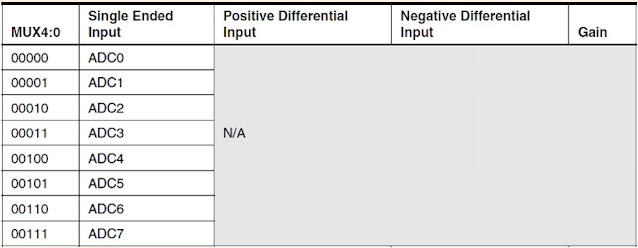 MUX4:0 Single Ended Input Positive Differential Input Negative Differential Input Gain
00000 ADC0
00001 ADC1
00010 ADC2
00011 ADC3 N/A
00100 ADC4
00101 ADC5
00110 ADC6
00111 ADC7